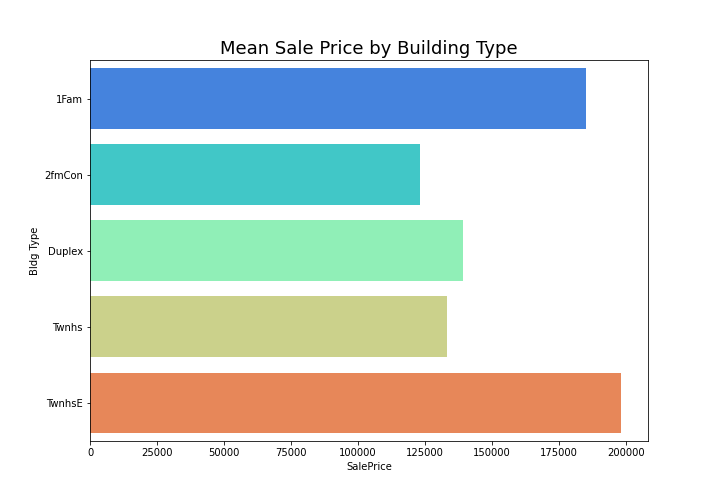 Mean Sale Price by Building Type
1Fam
2fmCon
Duplex
Twnhs
TwnhsE
Bldg Type
0 25000 50000 75000 100000 125000 150000 175000 200000
SalePrice